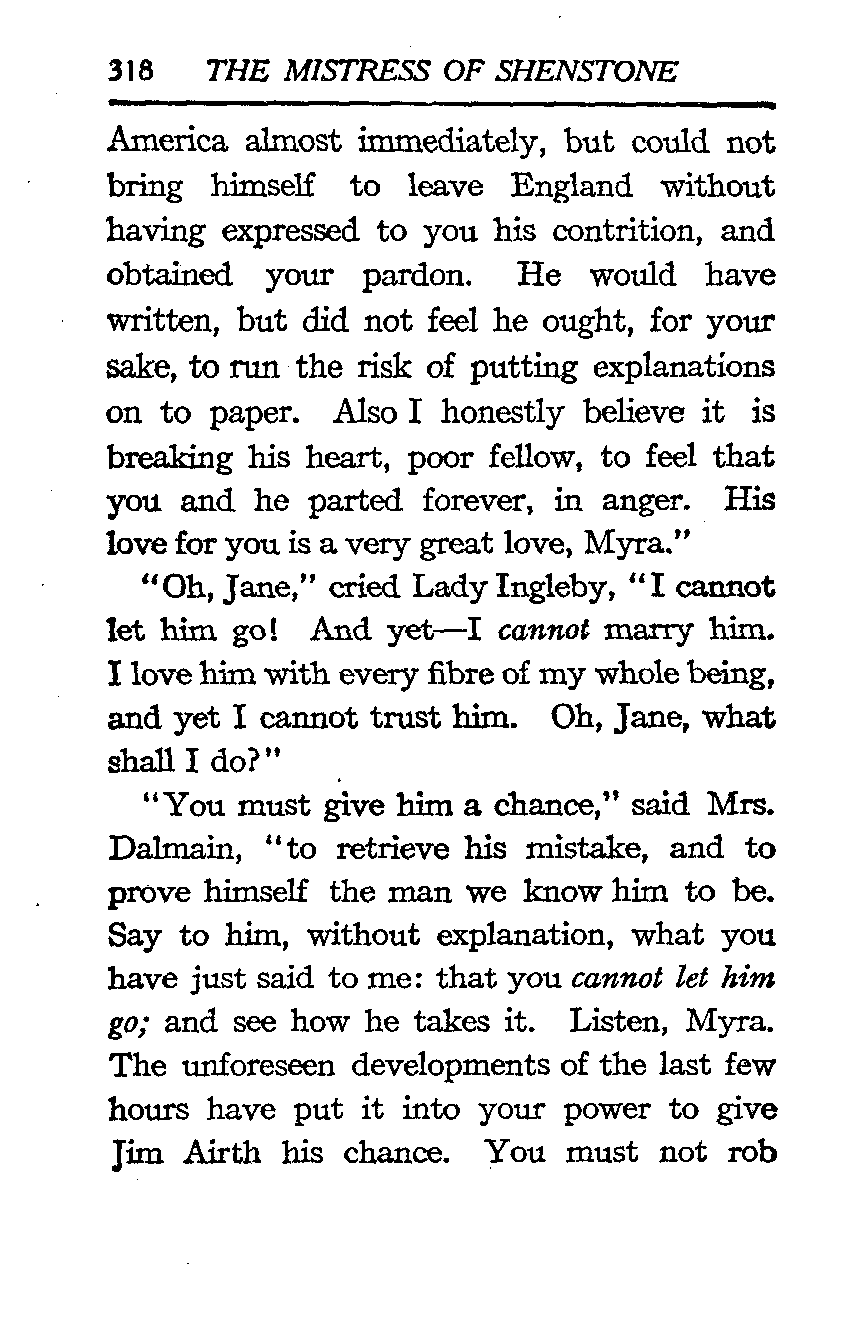 318 THE MISTRESS OF SHENSTONE
America almost immediately, but could not
bring himself to leave England without
having expressed to you his contrition, and
obtained your pardon. He would have
written, but did not feel he ought, for your
sake, to run the risk of putting explanations
on to paper. Also I honestly believe it is
breaking his heart, poor fellow, to feel that
you and he parted forever, in anger. His
love for you is a very great love, Myra."
"Oh, Jane," cried Lady Ingleby, "I cannot
let him go! And yet—I cannot marry him.
I love him with every fibre of my whole being,
and yet I cannot trust him. Oh, Jane, what
shall I do?"
"You must give him a chance," said Mrs.
Dalmain, "to retrieve his mistake, and to
prove himself the man we know him to be.
Say to him, without explanation, what you
have just said to me: that you cannot let him
go; and see how he takes it. Listen, Myra.
The unforeseen developments of the last few
hours have put it into your power to give
Jim Airth his chance. You must not rob